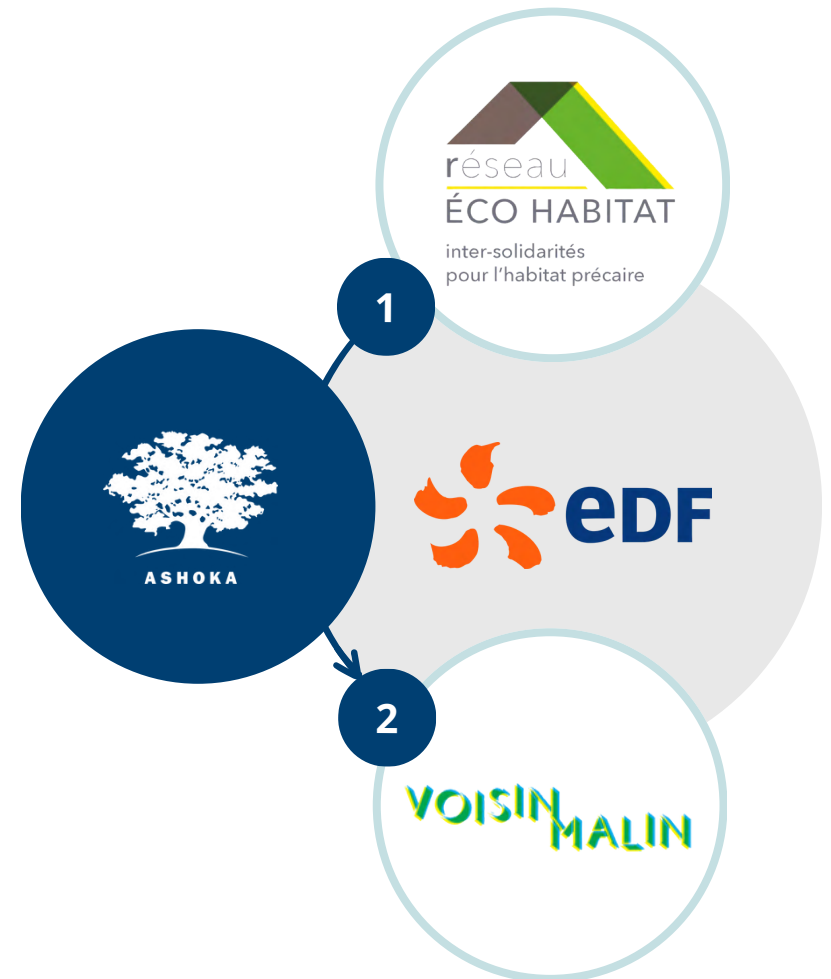 réseau
ÉCO HABITAT
inter-solidarités
pour l'habitat précaire
1
ASHOKA
eDF
2
VOISIN
MALIN